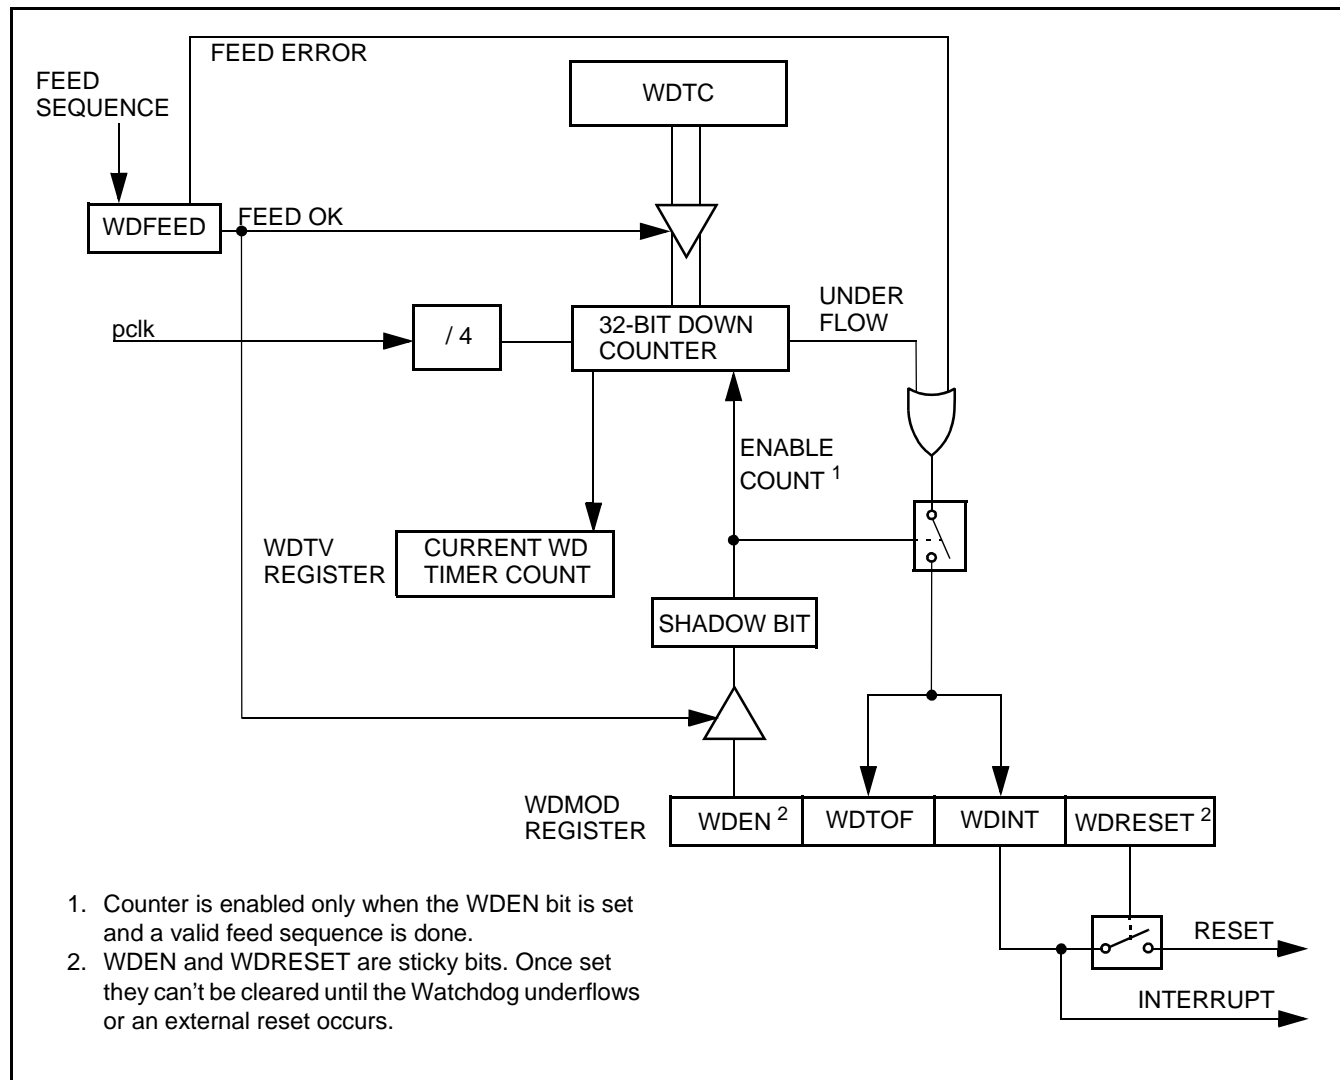 FEED ERROR
FEED
SEQUENCE
WDTC
WDFEED
FEED OK
UNDER
FLOW
pclk
/ 4
32-BIT DOWN
COUNTER
ENABLE
COUNT 1
WDTV
REGISTER
CURRENT WD
TIMER COUNT
SHADOW BIT
WDMOD
REGISTER
WDEN 2
WDTOF
WDINT
WDRESET 2
1. Counter is enabled only when the WDEN bit is set
and a valid feed sequence is done.
2. WDEN and WDRESET are sticky bits. Once set
they can't be cleared until the Watchdog underflows
or an external reset occurs.
RESET
INTERRUPT